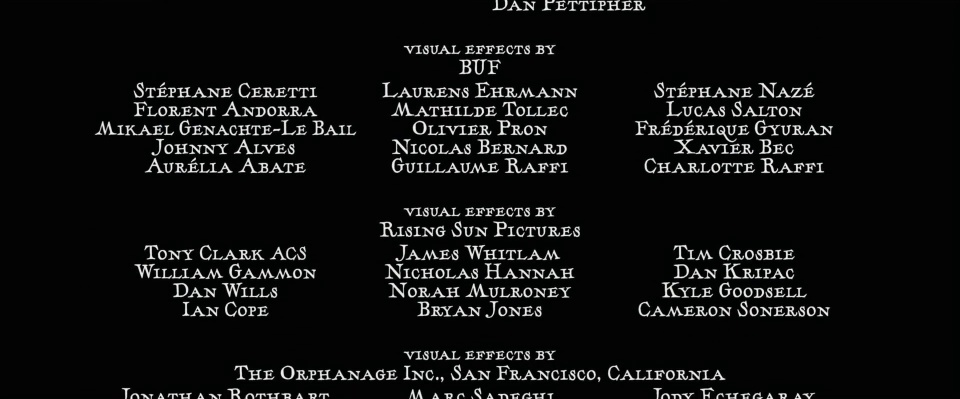 Dan Pettipher
visual effects by
BUF
Stéphane Ceretti Laurens Ehrmann Stéphane Nazé
Florent Andorra Mathilde Tollec Lucas Salton
Mikael Genachte-Le Bail Olivier Pron Frédérique Gyuran
Johnny Alves Nicolas Bernard Xavier Bec
Aurélia Abate Guillaume Raffi Charlotte Raffi
visual effects by
Rising Sun Pictures
Tony Clark ACS James Whitlam Tim Crosbie
William Gammon Nicholas Hannah Dan Kripac
Dan Wills Norah Mulroney Kyle Goodsell
Ian Cope Bryan Jones Cameron Sonerson
visual effects by
The Orphanage Inc., San Francisco, California
Jonathan Rothbart Marc Sadeghi Jody Echegaray